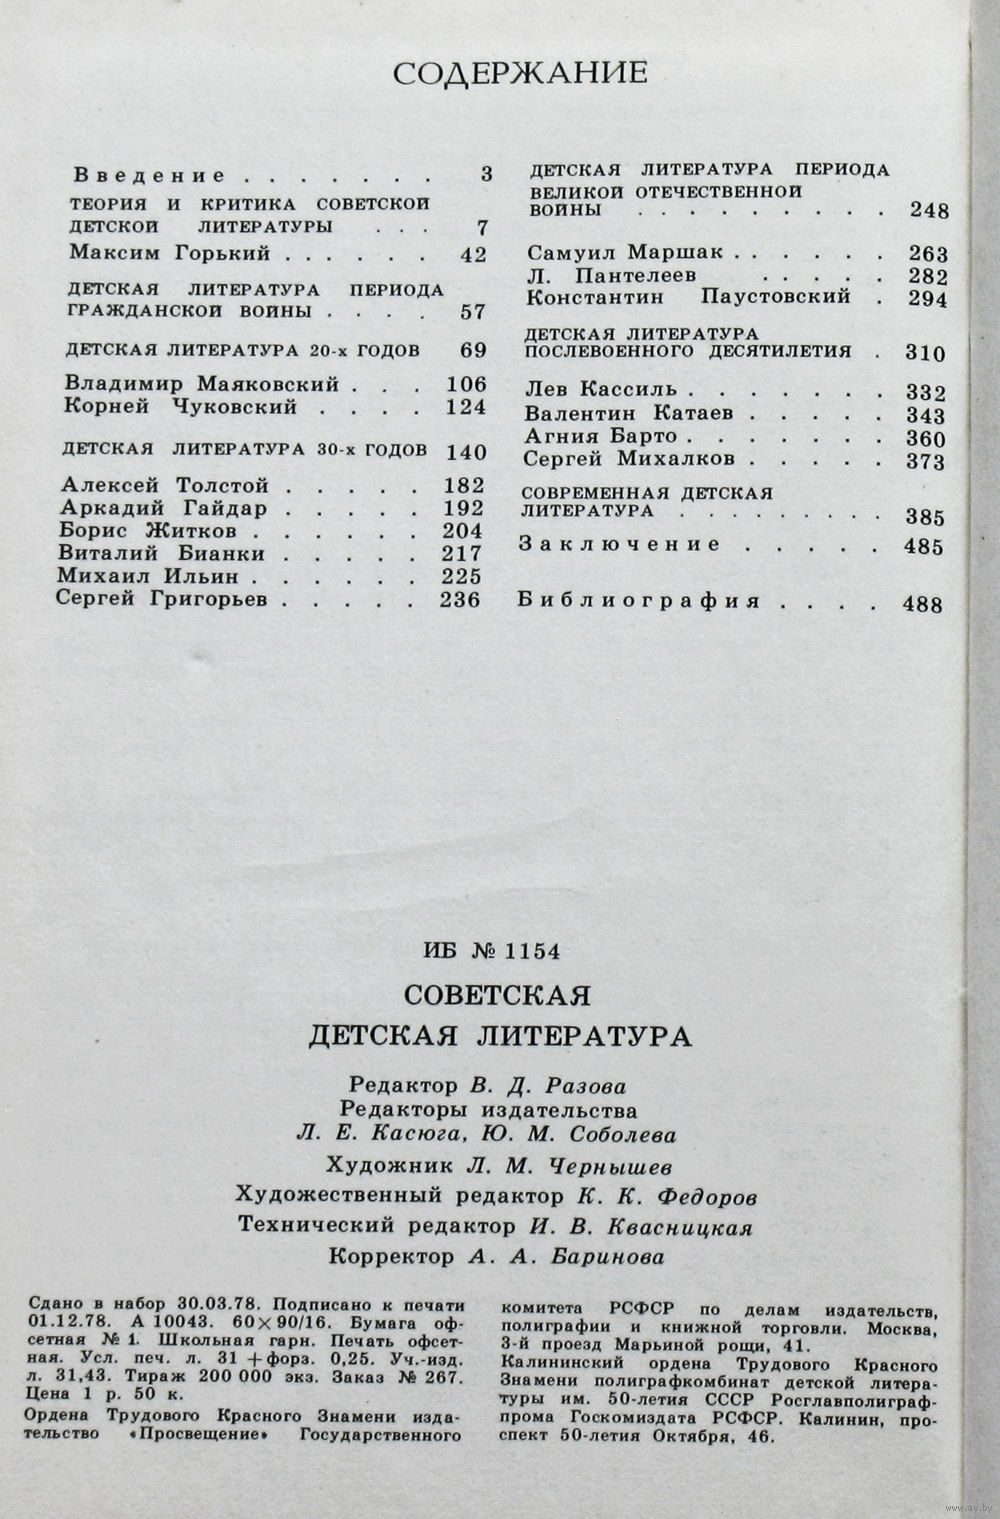 СОДЕРЖАНИЕ
Введение . . . . . . . 3
ТЕОРИЯ И КРИТИКА СОВЕТСКОЙ
ДЕТСКОЙ ЛИТЕРАТУРЫ . . . 7
Максим Горький . . . . . . 42
ДЕТСКАЯ ЛИТЕРАТУРА ПЕРИОДА
ГРАЖДАНСКОЙ ВОЙНЫ . . . . 57
ДЕТСКАЯ ЛИТЕРАТУРА 20-х ГОДОВ 69
Владимир Маяковский . . . 106
Корней Чуковский . . . . 124
ДЕТСКАЯ ЛИТЕРАТУРА 30-х ГОДОВ 140
Алексей Толстой . . . . . 182
Аркадий Гайдар . . . . . 192
Борис Житков . . . . . . 204
Виталий Бианки . . . . . 217
Михаил Ильин . . . . . . 225
Сергей Григорьев . . . . . 236
ДЕТСКАЯ ЛИТЕРАТУРА ПЕРИОДА
ВЕЛИКОЙ ОТЕЧЕСТВЕННОЙ
ВОЙНЫ . . . . . . . . . . 248
Самуил Маршак . . . . . . 263
Л. Пантелеев . . . . . 282
Константин Паустовский . 294
ДЕТСКАЯ ЛИТЕРАТУРА
ПОСЛЕВОЕННОГО ДЕСЯТИЛЕТИЯ . 310
Лев Кассиль . . . . . . . 332
Валентин Катаев . . . . . 343
Агния Барто . . . . . . . 360
Сергей Михалков . . . . . 373
СОВРЕМЕННАЯ ДЕТСКАЯ
ЛИТЕРАТУРА . . . . . . . . 385
Заключение . . . . . 485
Библиография . . . . 488
ИБ № 1154
СОВЕТСКАЯ
ДЕТСКАЯ ЛИТЕРАТУРА
Редактор В. Д. Разова
Редакторы издательства
Л. Е. Касюга, Ю. М. Соболева
Художник Л. М. Чернышев
Художественный редактор К. К. Федоров
Технический редактор И. В. Квасницкая
Корректор А. А. Баринова
Сдано в набор 30.03.78. Подписано к печати
01.12.78. А 10043. 60×90/16. Бумага оф-
сетная № 1. Школьная гарн. Печать офсет-
ная. Усл. печ. л. 31 + форз. 0,25. Уч.-изд.
л. 31,43. Тираж 200 000 экз. Заказ № 267.
Цена 1 р. 50 к.
Ордена Трудового Красного Знамени изда-
тельство «Просвещение» Государственного
комитета РСФСР по делам издательств,
полиграфии и книжной торговли. Москва,
3-й проезд Марьиной рощи, 41.
Калининский ордена Трудового Красного
Знамени полиграфкомбинат детской литера-
туры им. 50-летия СССР Росглавполиграф-
прома Госкомиздата РСФСР. Калинин, про-
спект 50-летия Октября, 46.
www.ay.by